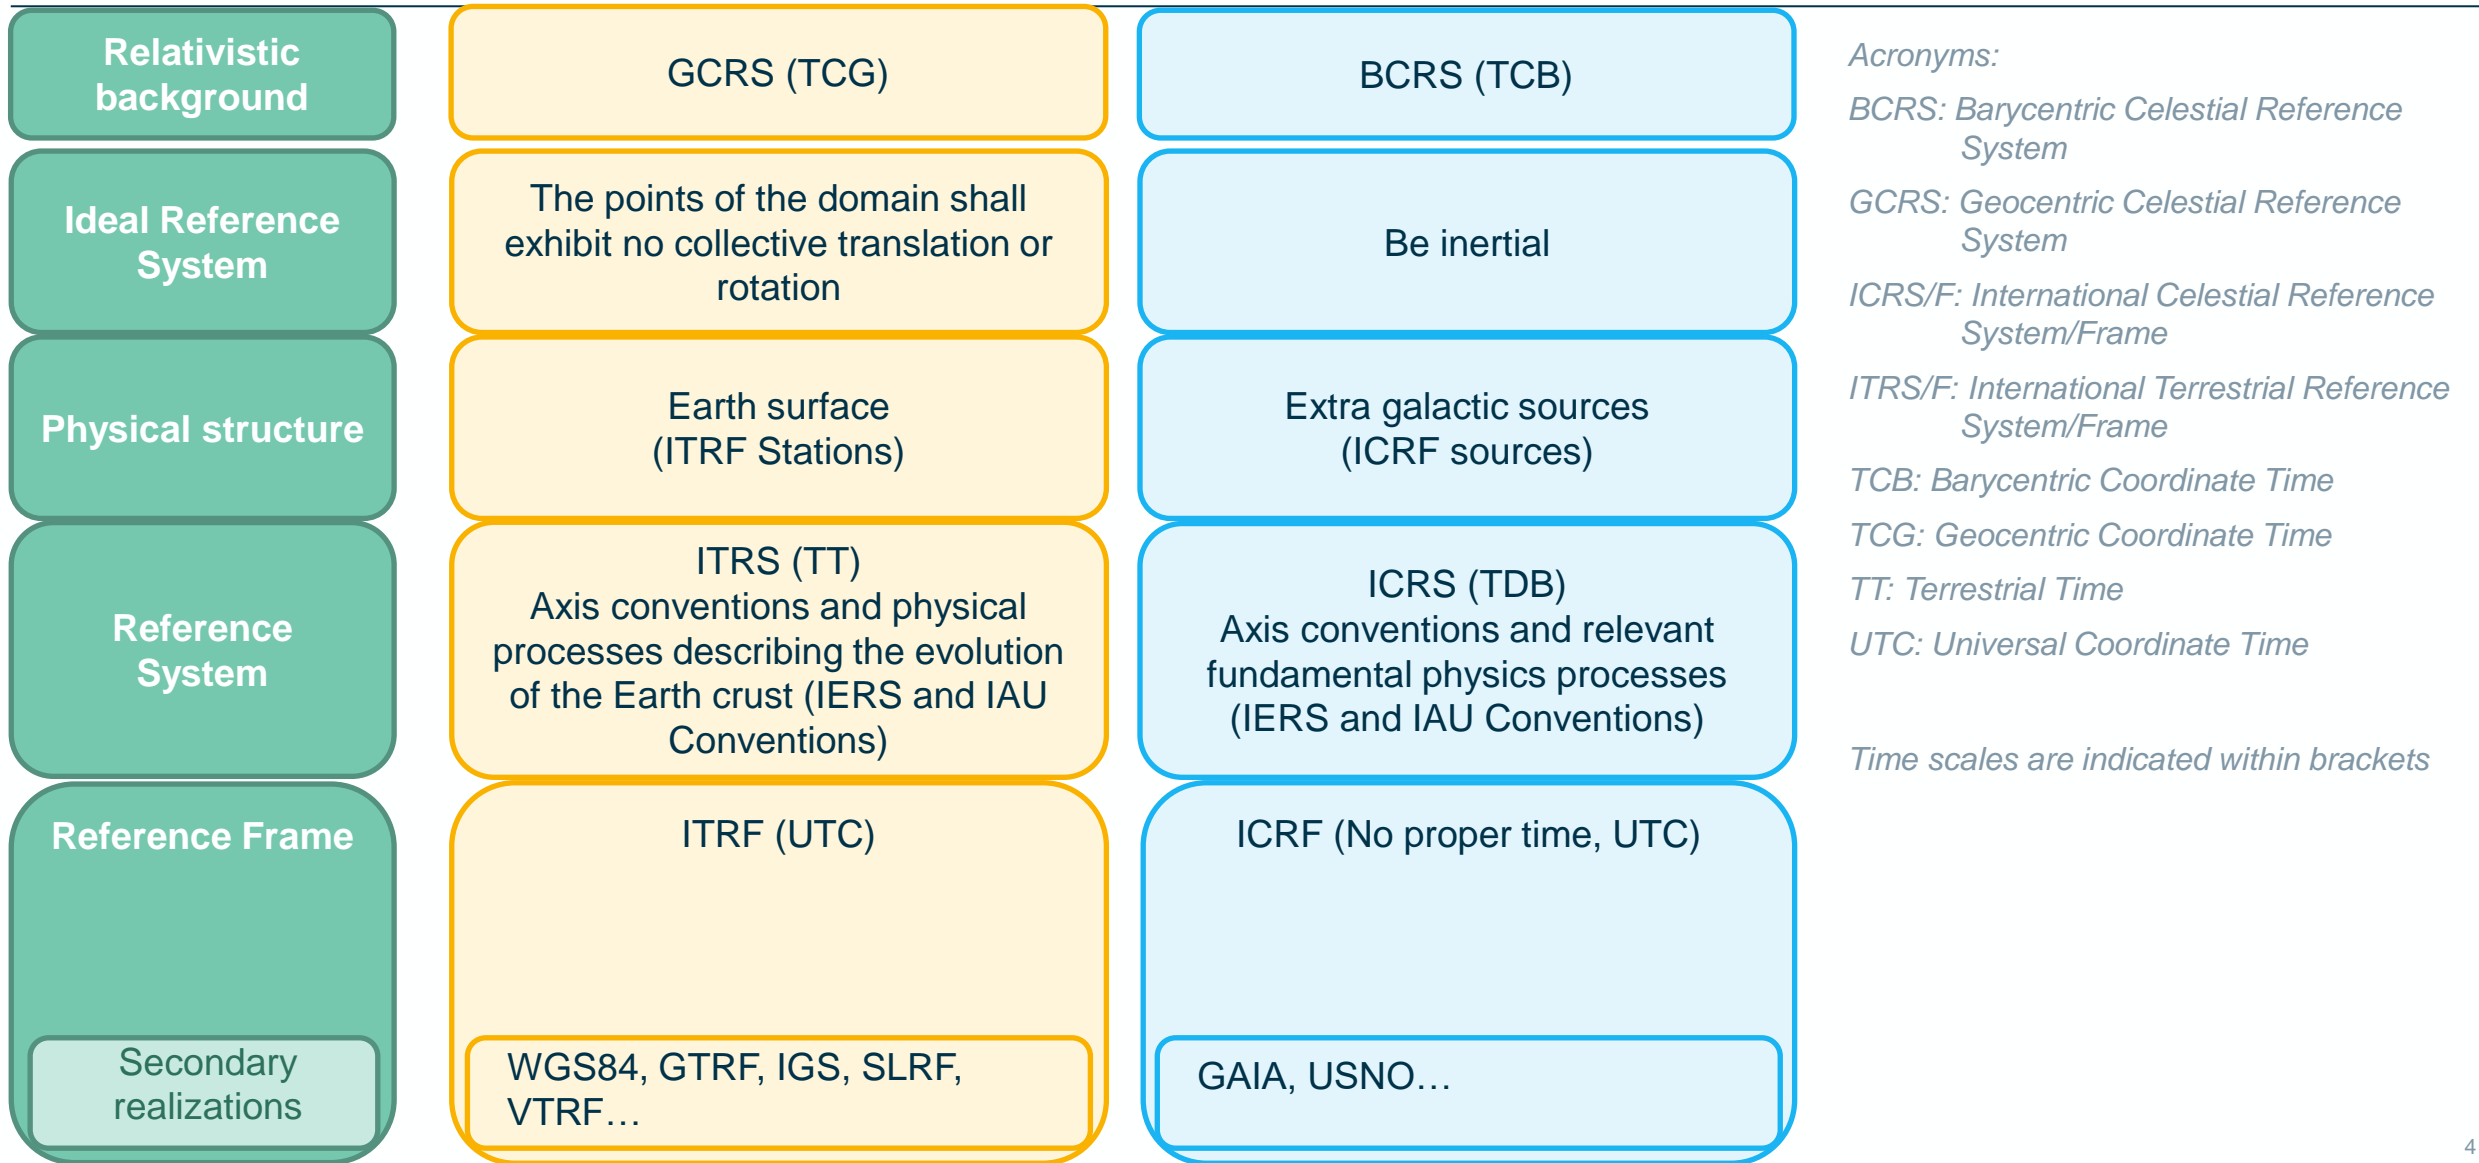 Relativistic
background
GCRS (TCG)
BCRS (TCB)
Ideal Reference
System
The points of the domain shall
exhibit no collective translation or
rotation
Be inertial
Physical structure
Earth surface
(ITRF Stations)
Extra galactic sources
(ICRF sources)
Reference
System
ITRS (TT)
Axis conventions and physical
processes describing the evolution
of the Earth crust (IERS and IAU
Conventions)
ICRS (TDB)
Axis conventions and relevant
fundamental physics processes
(IERS and IAU Conventions)
Reference Frame
ITRF (UTC)
ICRF (No proper time, UTC)
Secondary
realizations
WGS84, GTRF, IGS, SLRF,
VTRF…
GAIA, USNO…
Acronyms:
BCRS: Barycentric Celestial Reference
System
GCRS: Geocentric Celestial Reference
System
ICRS/F: International Celestial Reference
System/Frame
ITRS/F: International Terrestrial Reference
System/Frame
TCB: Barycentric Coordinate Time
TCG: Geocentric Coordinate Time
TT: Terrestrial Time
UTC: Universal Coordinate Time
Time scales are indicated within brackets
4